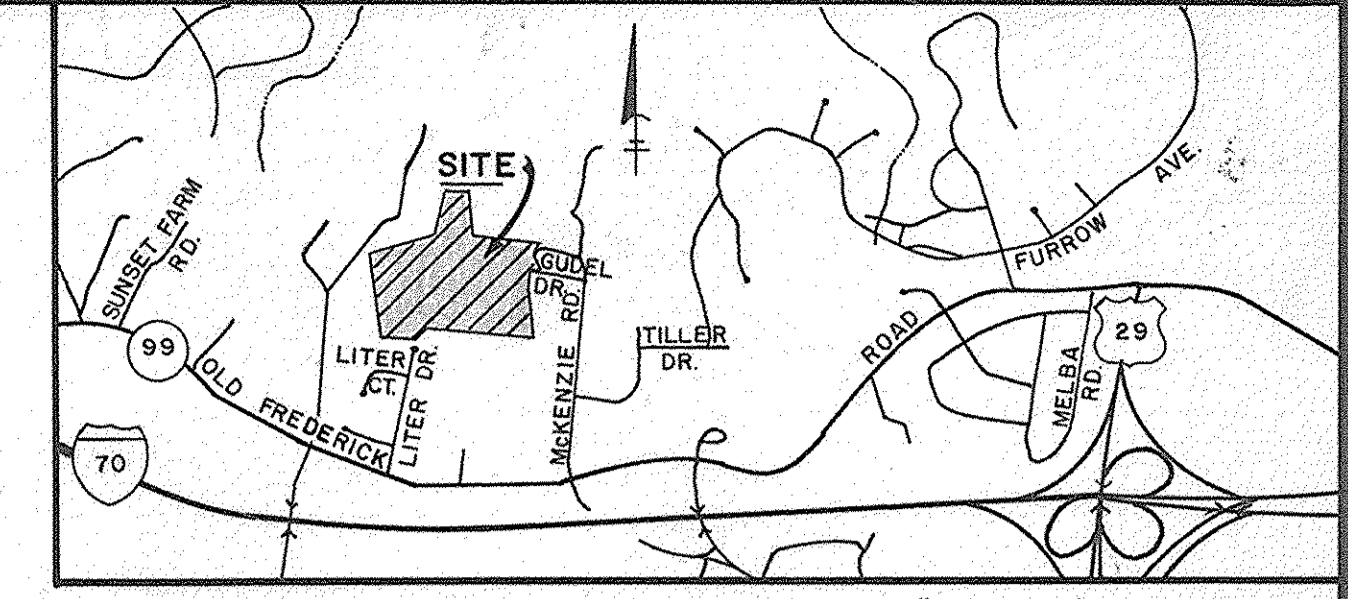 SITE
SUNSET FARM
RD.
99
OLD FREDERICK ROAD
70
LITER
CT.
LITER DR.
McKENZIE RD.
GUDEL
DR.
TILLER
DR.
FURROW AVE.
MELBA
RD.
29